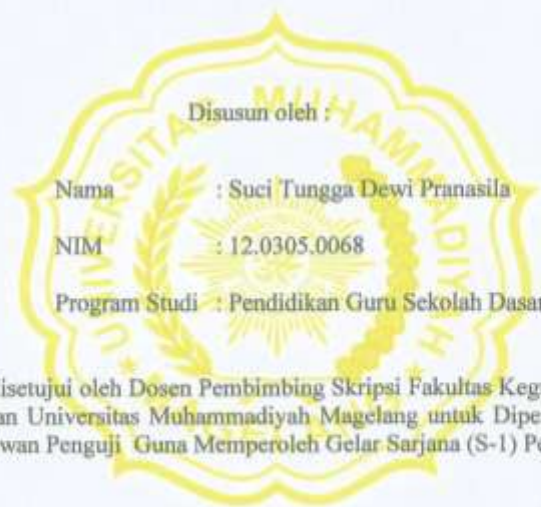 Disusun oleh :
Nama : Suci Tungga Dewi Pranasila
NIM : 12.0305.0068
Program Studi : Pendidikan Guru Sekolah Dasar
isetujui oleh Dosen Pembimbing Skripsi Fakultas Keg
an Universitas Muhammadiyah Magelang untuk Dipe
wan Penguji Guna Memperoleh Gelar Sarjana (S-1) Pe
UNIVERSITAS MUHAMMADIYAH